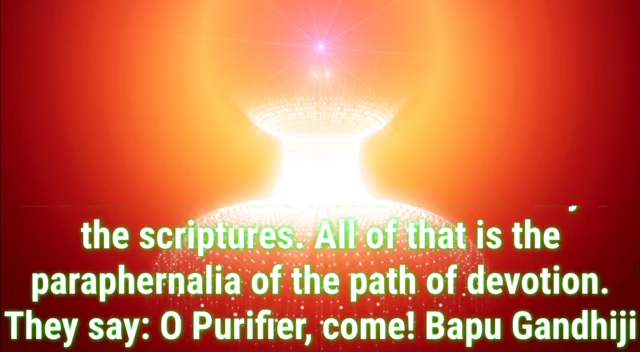 the scriptures. All of that is the
paraphernalia of the path of devotion.
They say: O Purifier, come! Bapu Gandhiji